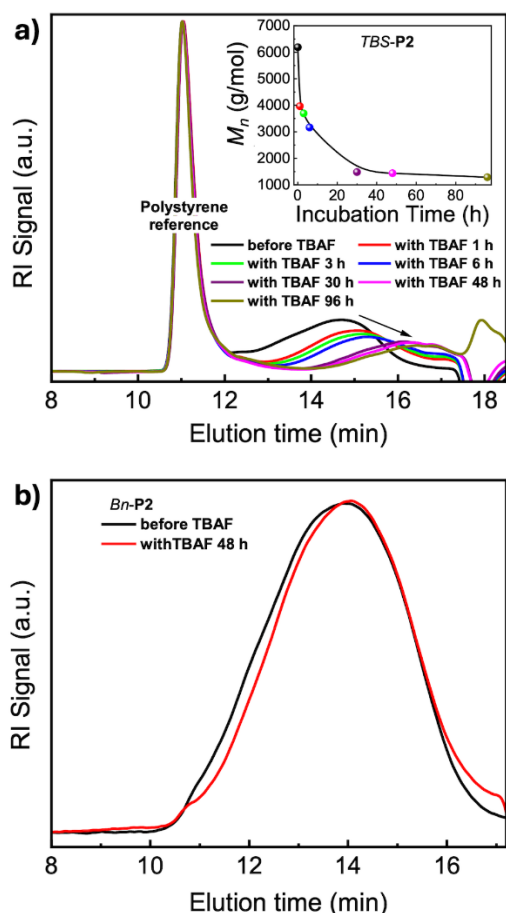 a)
RI Signal (a.u.)
Polystyrene
reference
TBS-P2
Mn (g/mol)
7000
6000
5000
4000
3000
2000
1000
0 20 40 60 80
Incubation Time (h)
before TBAF with TBAF 1 h
with TBAF 3 h with TBAF 6 h
with TBAF 30 h with TBAF 48 h
with TBAF 96 h
8 10 12 14 16 18
Elution time (min)
b)
RI Signal (a.u.)
Bn-P2
before TBAF
withTBAF 48 h
8 10 12 14 16
Elution time (min)